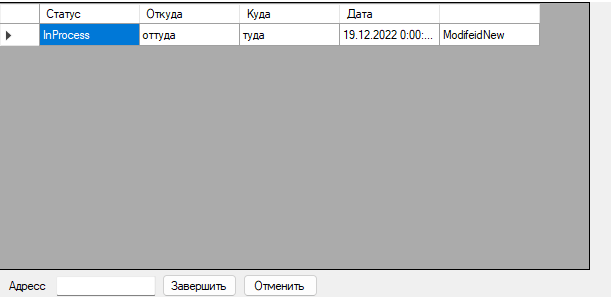 Статус Откуда Куда Дата
InProcess оттуда туда 19.12.2022 0:00:... ModifeidNew
Адресс Завершить Отменить